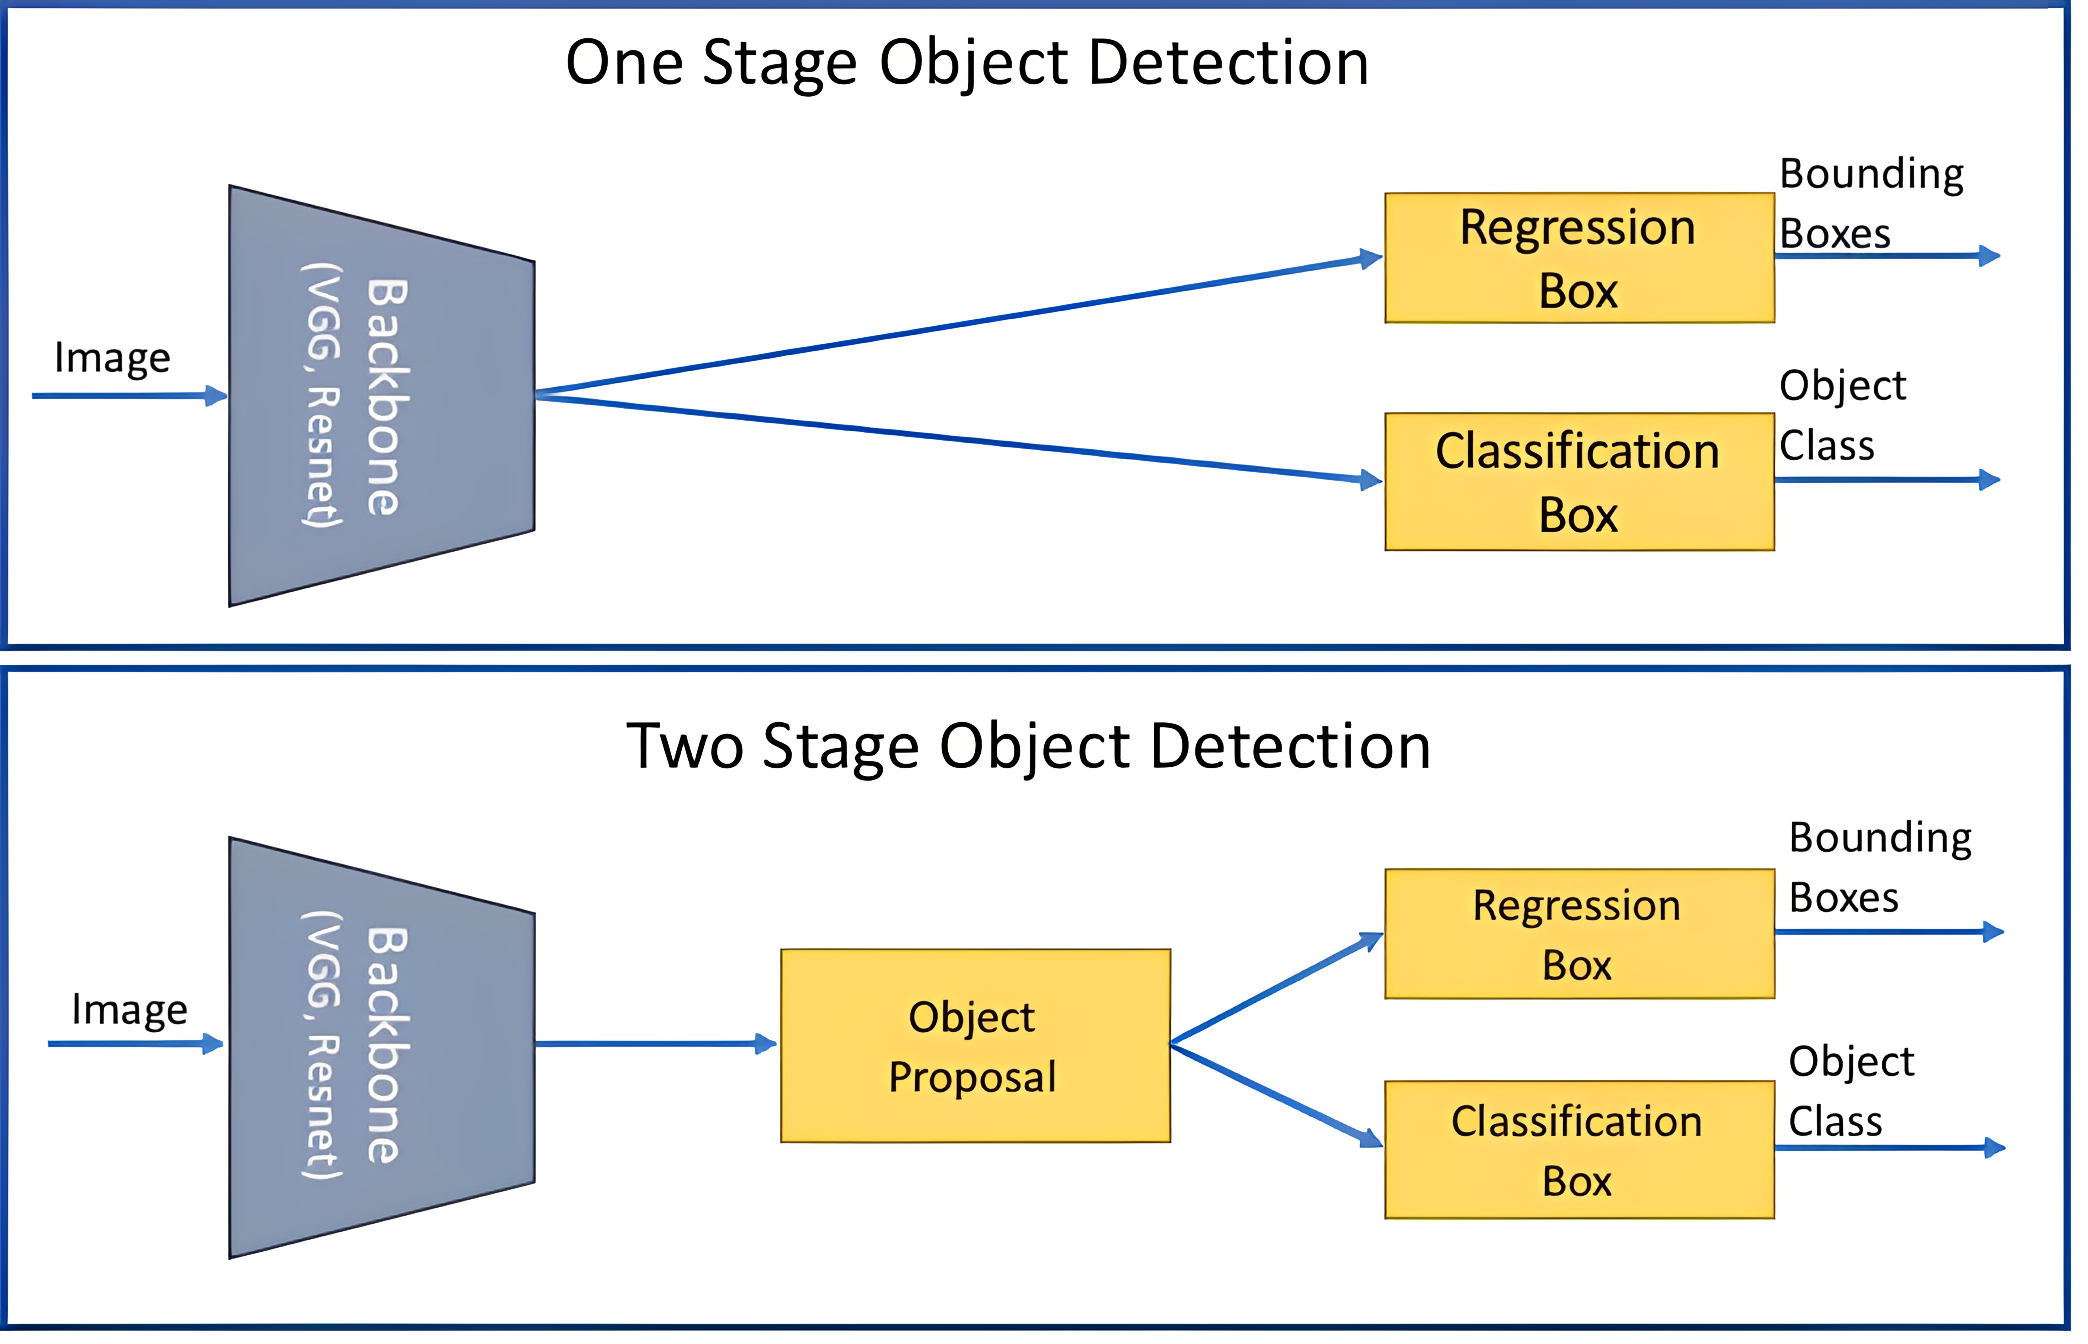 One Stage Object Detection
Image
Backbone
(VGG, Resnet)
Regression
Box
Bounding
Boxes
Classification
Box
Object
Class
Two Stage Object Detection
Image
Backbone
(VGG, Resnet)
Object
Proposal
Regression
Box
Bounding
Boxes
Classification
Box
Object
Class